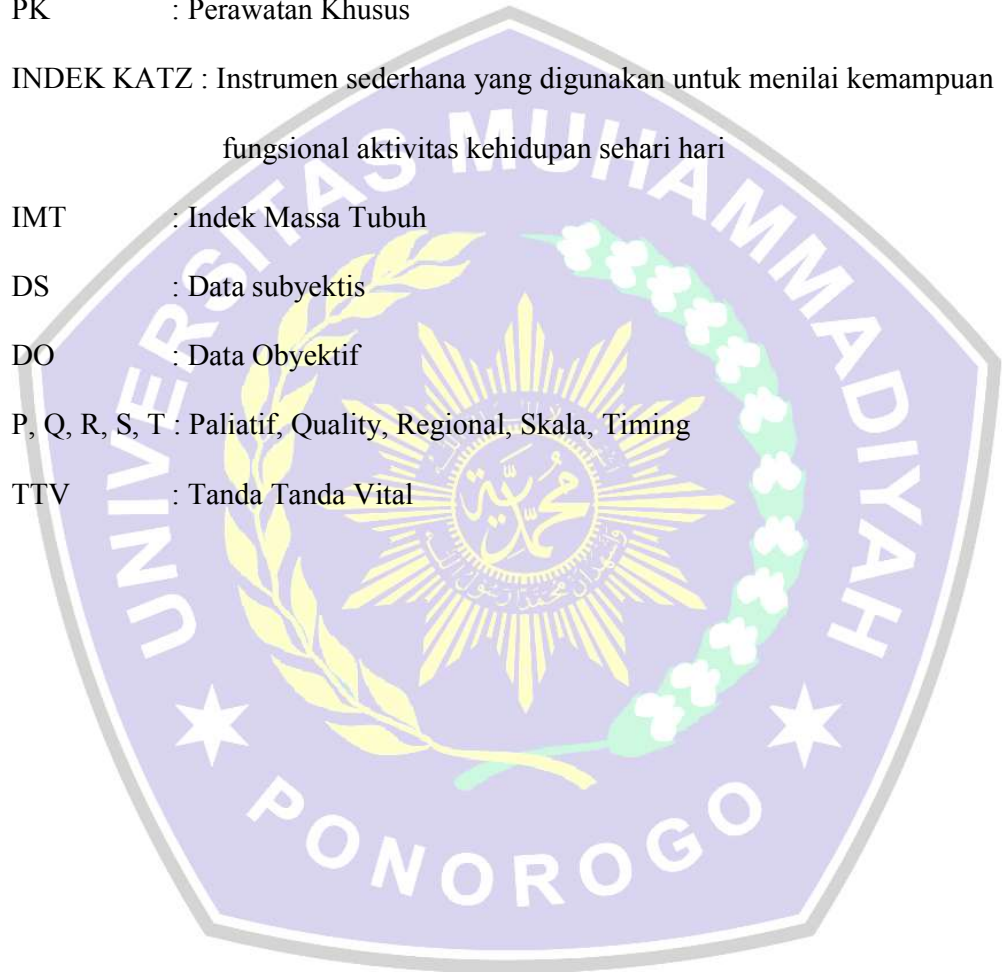 PK : Perawatan Khusus
INDEK KATZ : Instrumen sederhana yang digunakan untuk menilai kemampuan
fungsional aktivitas kehidupan sehari hari
IMT : Indek Massa Tubuh
DS : Data subyektis
DO : Data Obyektif
P, Q, R, S, T : Paliatif, Quality, Regional, Skala, Timing
TTV : Tanda Tanda Vital
UNIVERSITAS MUHAMMADIYAH
PONOROGO